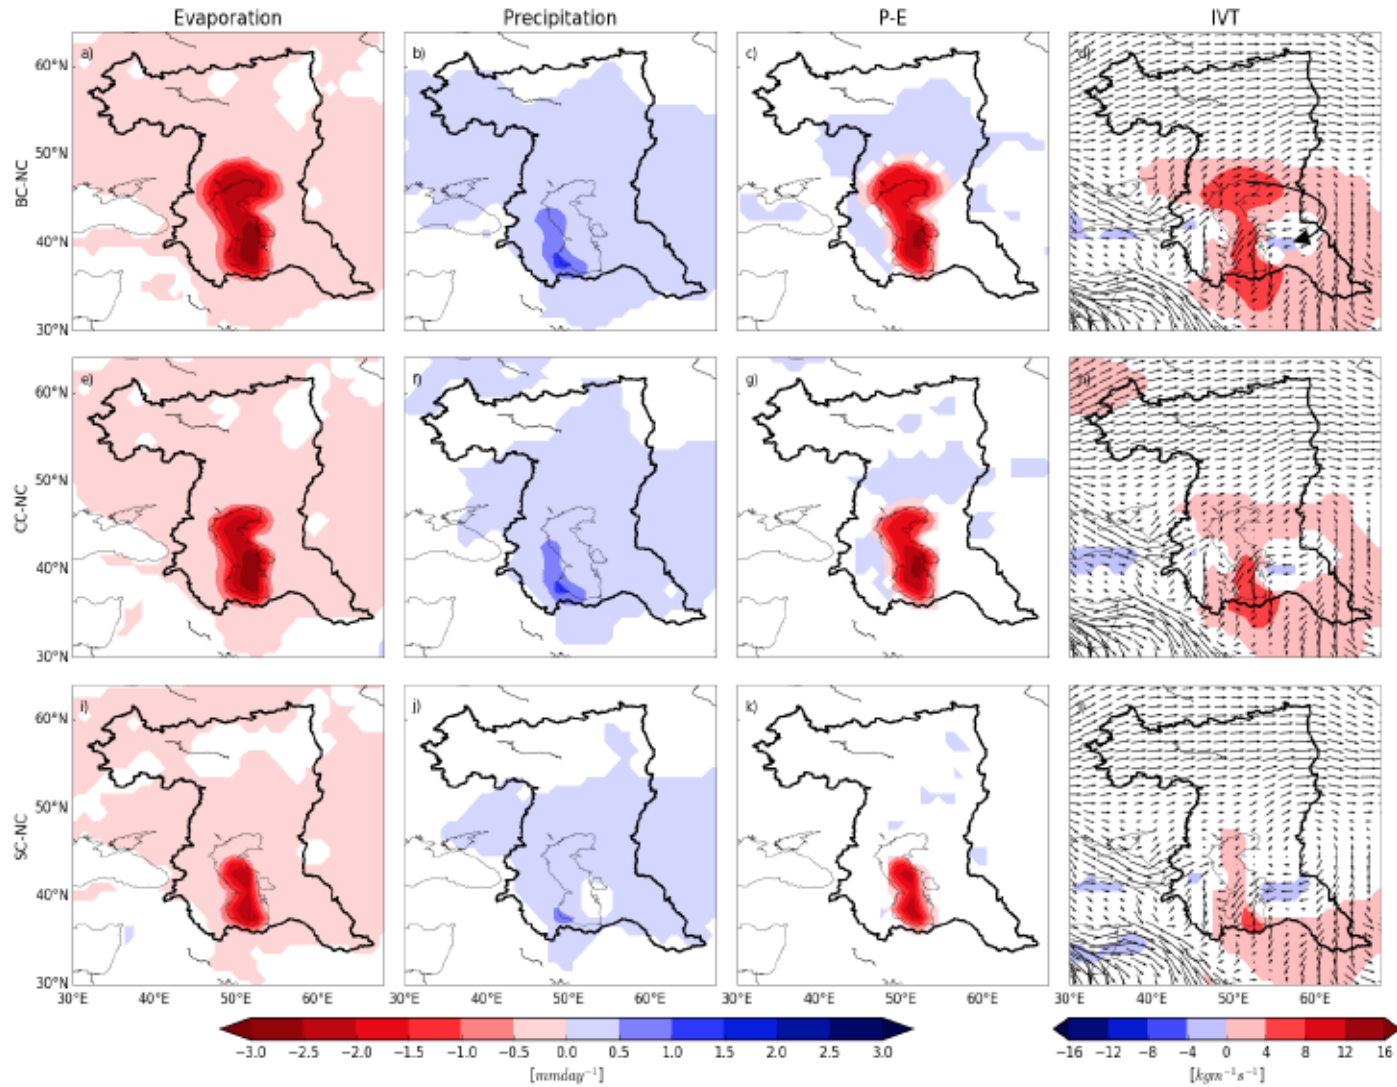 Evaporation Precipitation P-E IVT
a) b) c) d)
60°N
50°N
BC-NC
40°N
30°N
e) f) g) h)
60°N
50°N
CC-NC
40°N
30°N
i) j) k)
60°N
50°N
SC-NC
40°N
30°N
30°E 40°E 50°E 60°E 30°E 40°E 50°E 60°E 30°E 40°E 50°E 60°E 30°E 40°E 50°E 60°E
−3.0 −2.5 −2.0 −1.5 −1.0 −0.5 0.0 0.5 1.0 1.5 2.0 2.5 3.0 −16 −12 −8 −4 0 4 8 12 16
[mmday⁻¹] [kgm⁻¹s⁻¹]